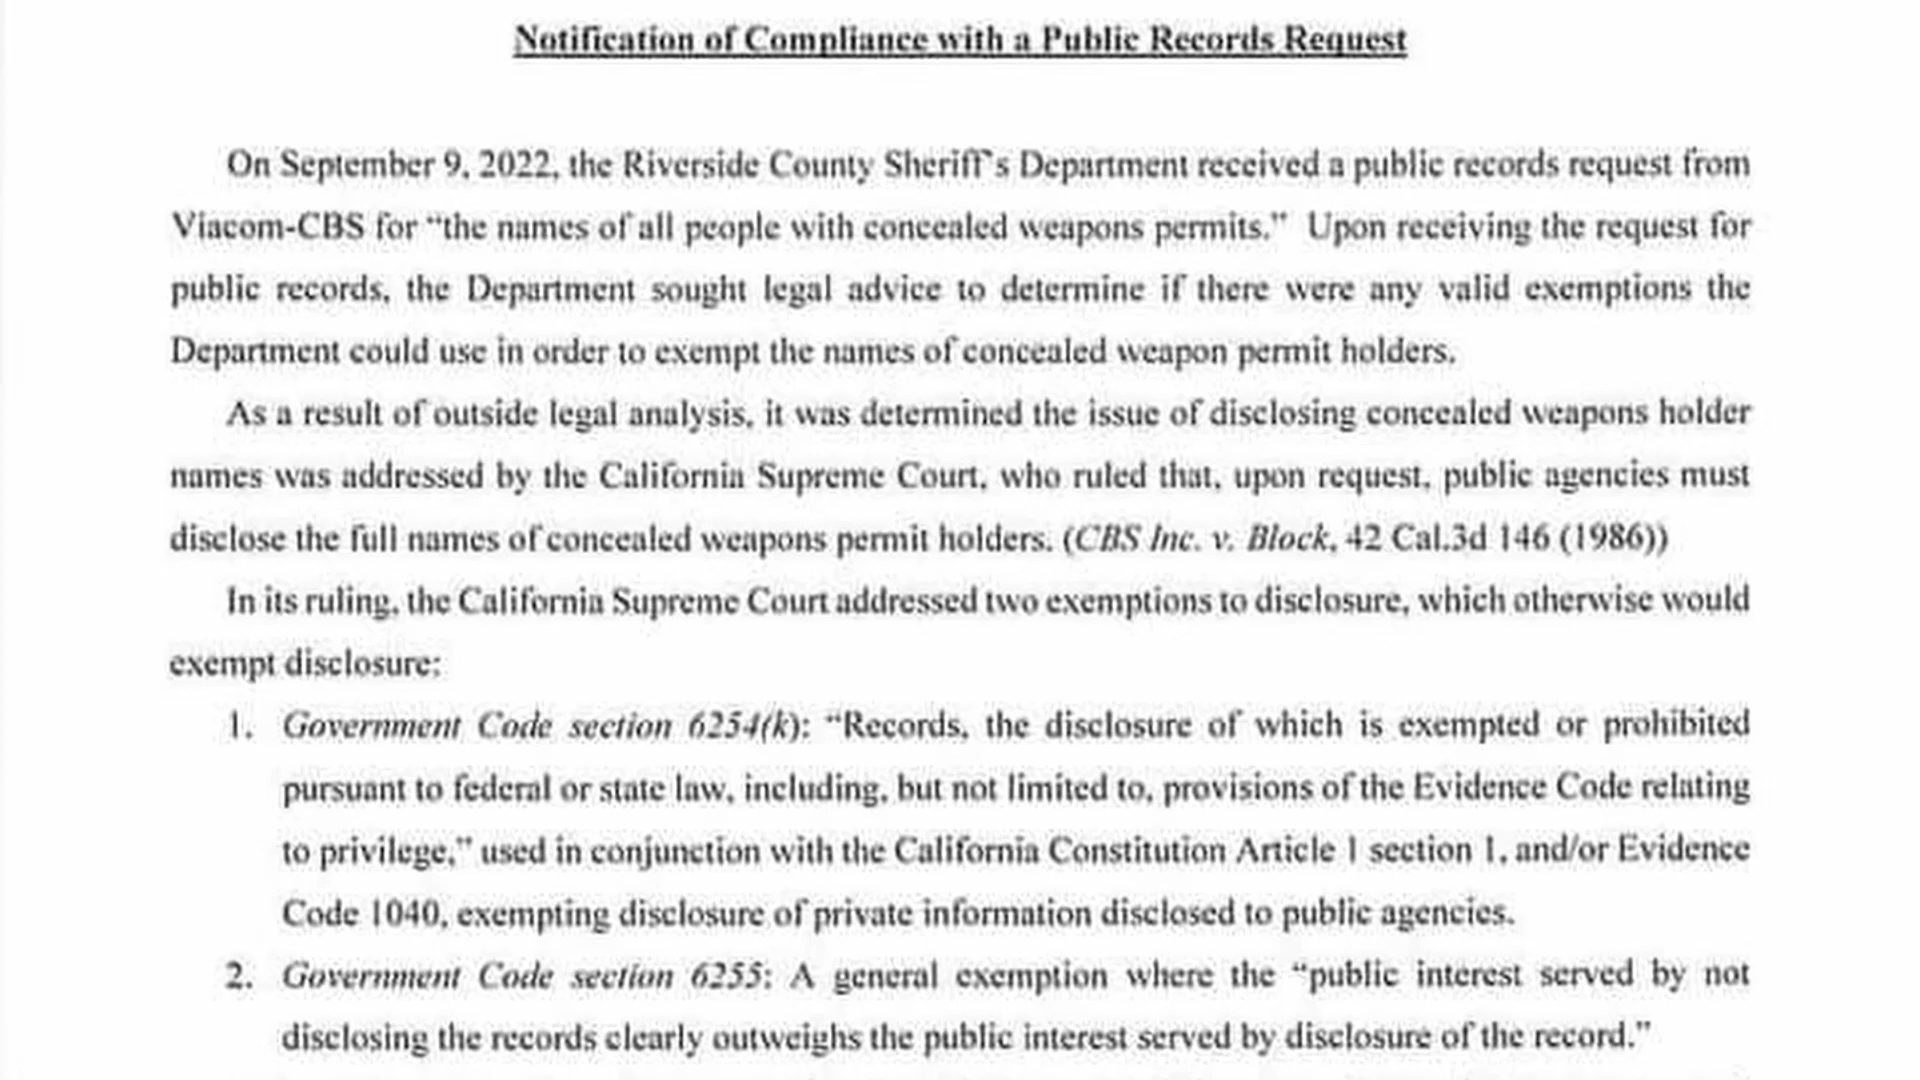 Notification of Compliance with a Public Records Request
On September 9, 2022, the Riverside County Sheriff's Department received a public records request from
Viacom-CBS for “the names of all people with concealed weapons permits.” Upon receiving the request for
public records, the Department sought legal advice to determine if there were any valid exemptions the
Department could use in order to exempt the names of concealed weapon permit holders.
As a result of outside legal analysis, it was determined the issue of disclosing concealed weapons holder
names was addressed by the California Supreme Court, who ruled that, upon request, public agencies must
disclose the full names of concealed weapons permit holders. (CBS Inc. v. Block, 42 Cal.3d 146 (1986))
In its ruling, the California Supreme Court addressed two exemptions to disclosure, which otherwise would
exempt disclosure:
1. Government Code section 6254(k): “Records, the disclosure of which is exempted or prohibited
pursuant to federal or state law, including, but not limited to, provisions of the Evidence Code relating
to privilege,” used in conjunction with the California Constitution Article 1 section 1, and/or Evidence
Code 1040, exempting disclosure of private information disclosed to public agencies.
2. Government Code section 6255: A general exemption where the “public interest served by not
disclosing the records clearly outweighs the public interest served by disclosure of the record.”